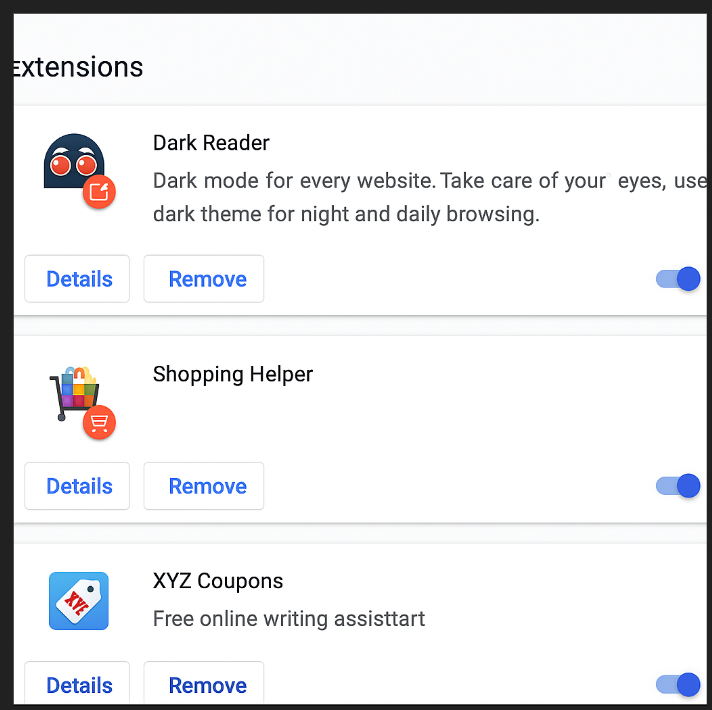 Extensions
Dark Reader
Dark mode for every website. Take care of your eyes, use
dark theme for night and daily browsing.
Details Remove
Shopping Helper
Details Remove
XYZ
XYZ Coupons
Free online writing assisttart
Details Remove